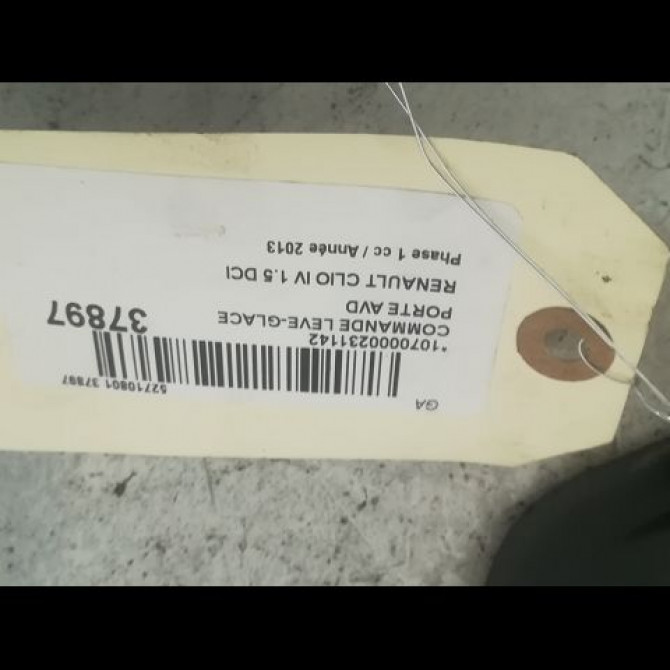 GA
52710801 37897
*1070000231142
COMMANDE LEVE-GLACE
PORTE AVD
37897
RENAULT CLIO IV 1.5 DCI
Phase 1 cc / Année 2013